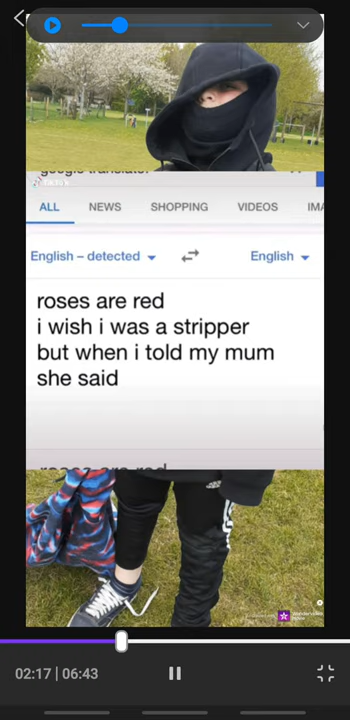 ALL NEWS SHOPPING VIDEOS IMA
English – detected English
roses are red
i wish i was a stripper
but when i told my mum
she said
02:17 | 06:43